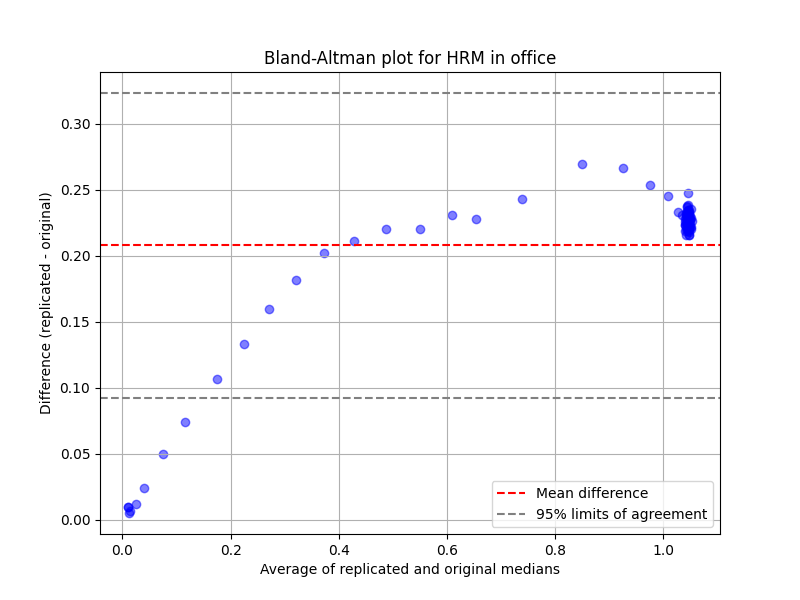 Bland-Altman plot for HRM in office
Difference (replicated - original)
0.30
0.25
0.20
0.15
0.10
0.05
0.00
Mean difference
95% limits of agreement
0.0 0.2 0.4 0.6 0.8 1.0
Average of replicated and original medians